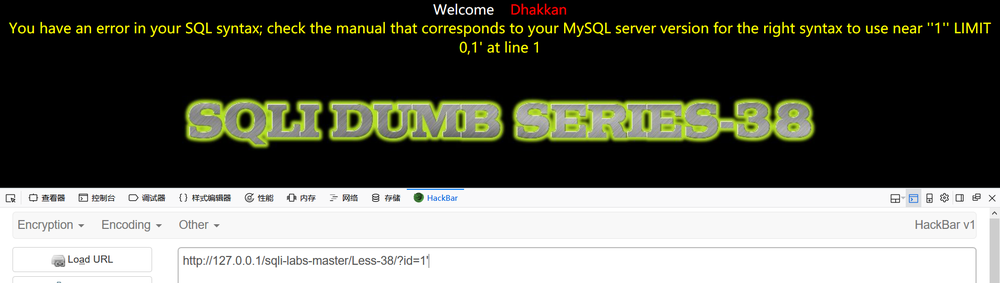 Welcome Dhakkan
You have an error in your SQL syntax; check the manual that corresponds to your MySQL server version for the right syntax to use near ''1'' LIMIT
0,1' at line 1
SQLI DUMB SERIES-38
查看器 控制台 调试器 样式编辑器 性能 内存 网络 存储 HackBar
Encryption Encoding Other HackBar v1
Load URL http://127.0.0.1/sqli-labs-master/Less-38/?id=1'